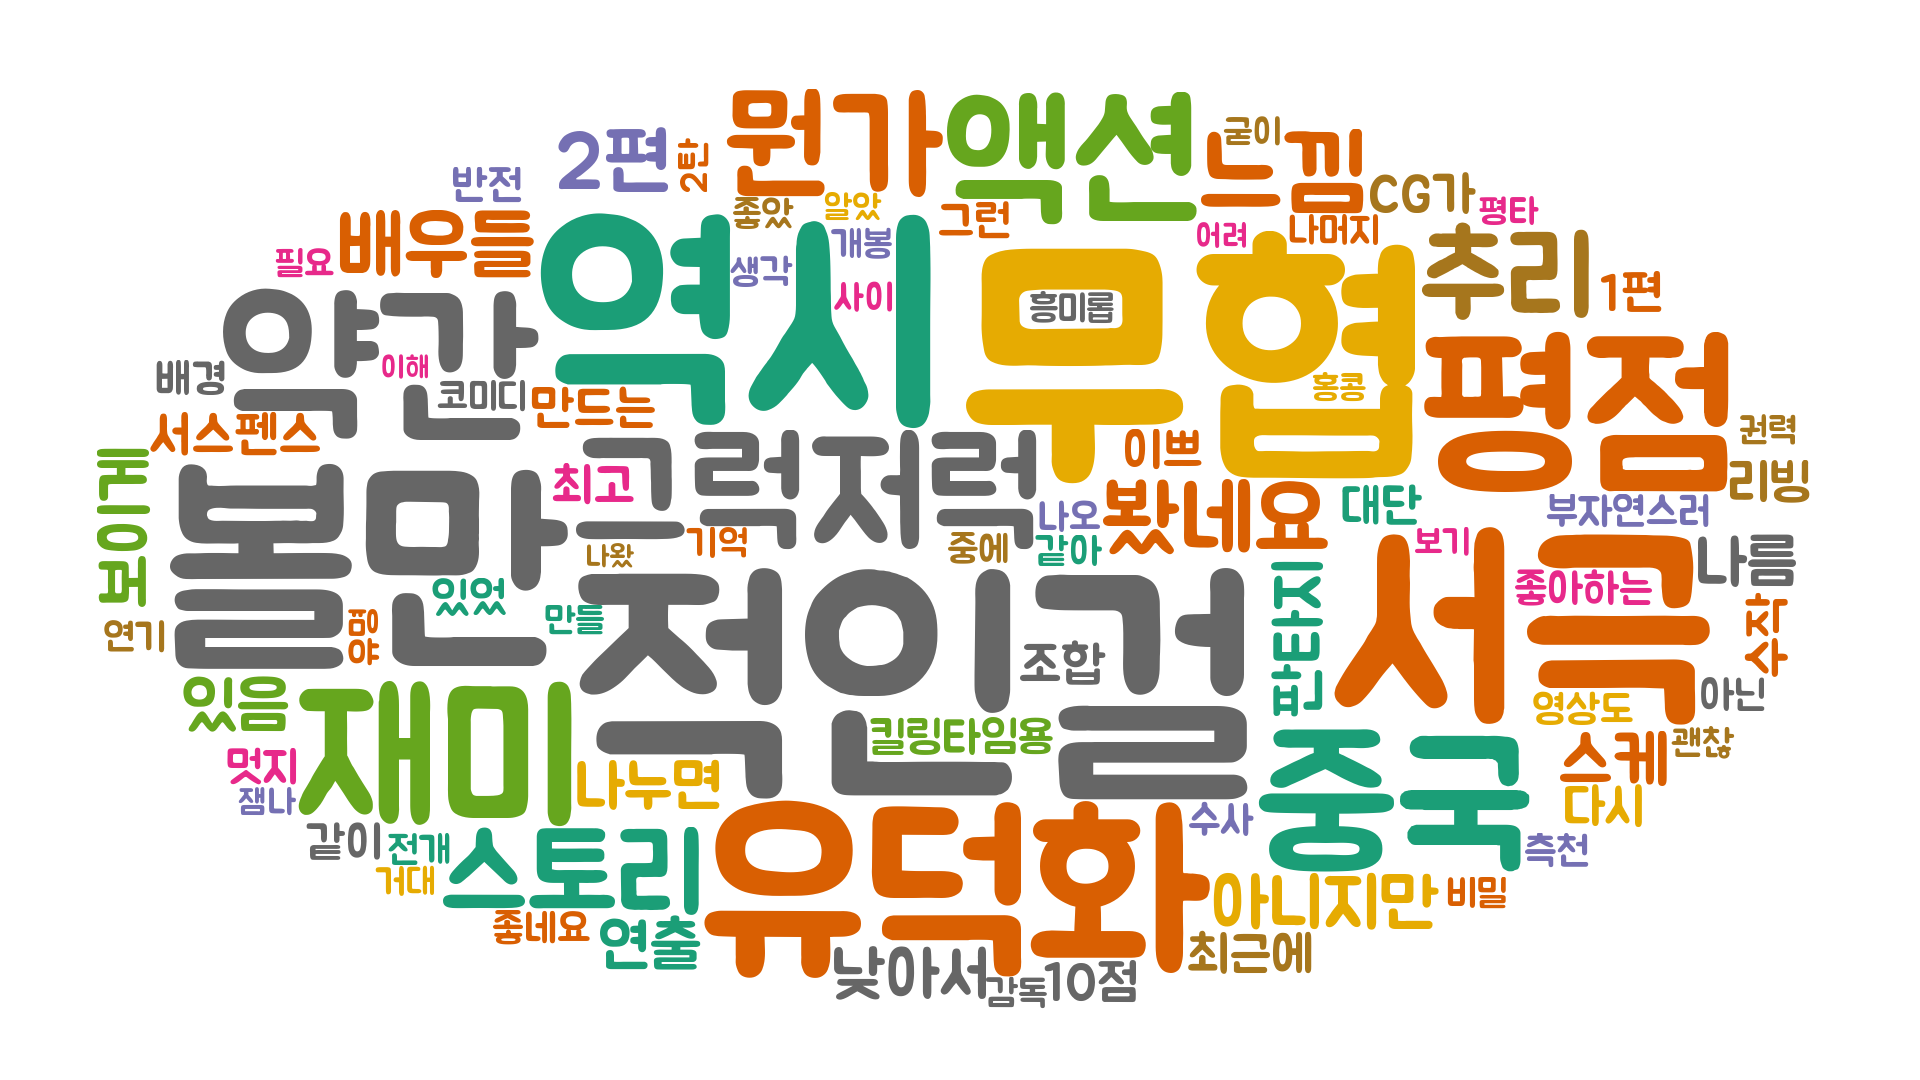 뭔가
액션
굳이
느낌
2편
2탄
반전
CG가
평타
좋았
알았
그런
나머지
어려
배우들
개봉
필요
생각
사이
역시
무협
흥미롭
추리
1편
약간
이해
배경
코미디
만드는
홍콩
평점
권력
서스펜스
그럭저럭
이쁘
리빙
최고
볼만
기억
나왔
중에
나오
같아
봤네요
대단
보기
부자연스러
나름
서극
좋아하는
퍼이긴
있었
만들
연기
명야
적인걸
조합
판타지
수작
아닌
있음
재미
킬링타임용
영상도
괜찮
스케
멋지
잼나
나누면
중국
다시
수사
측천
같이
전개
스토리
유덕화
거대
아니지만
비밀
좋네요
연출
최근에
낮아서
감독
10점